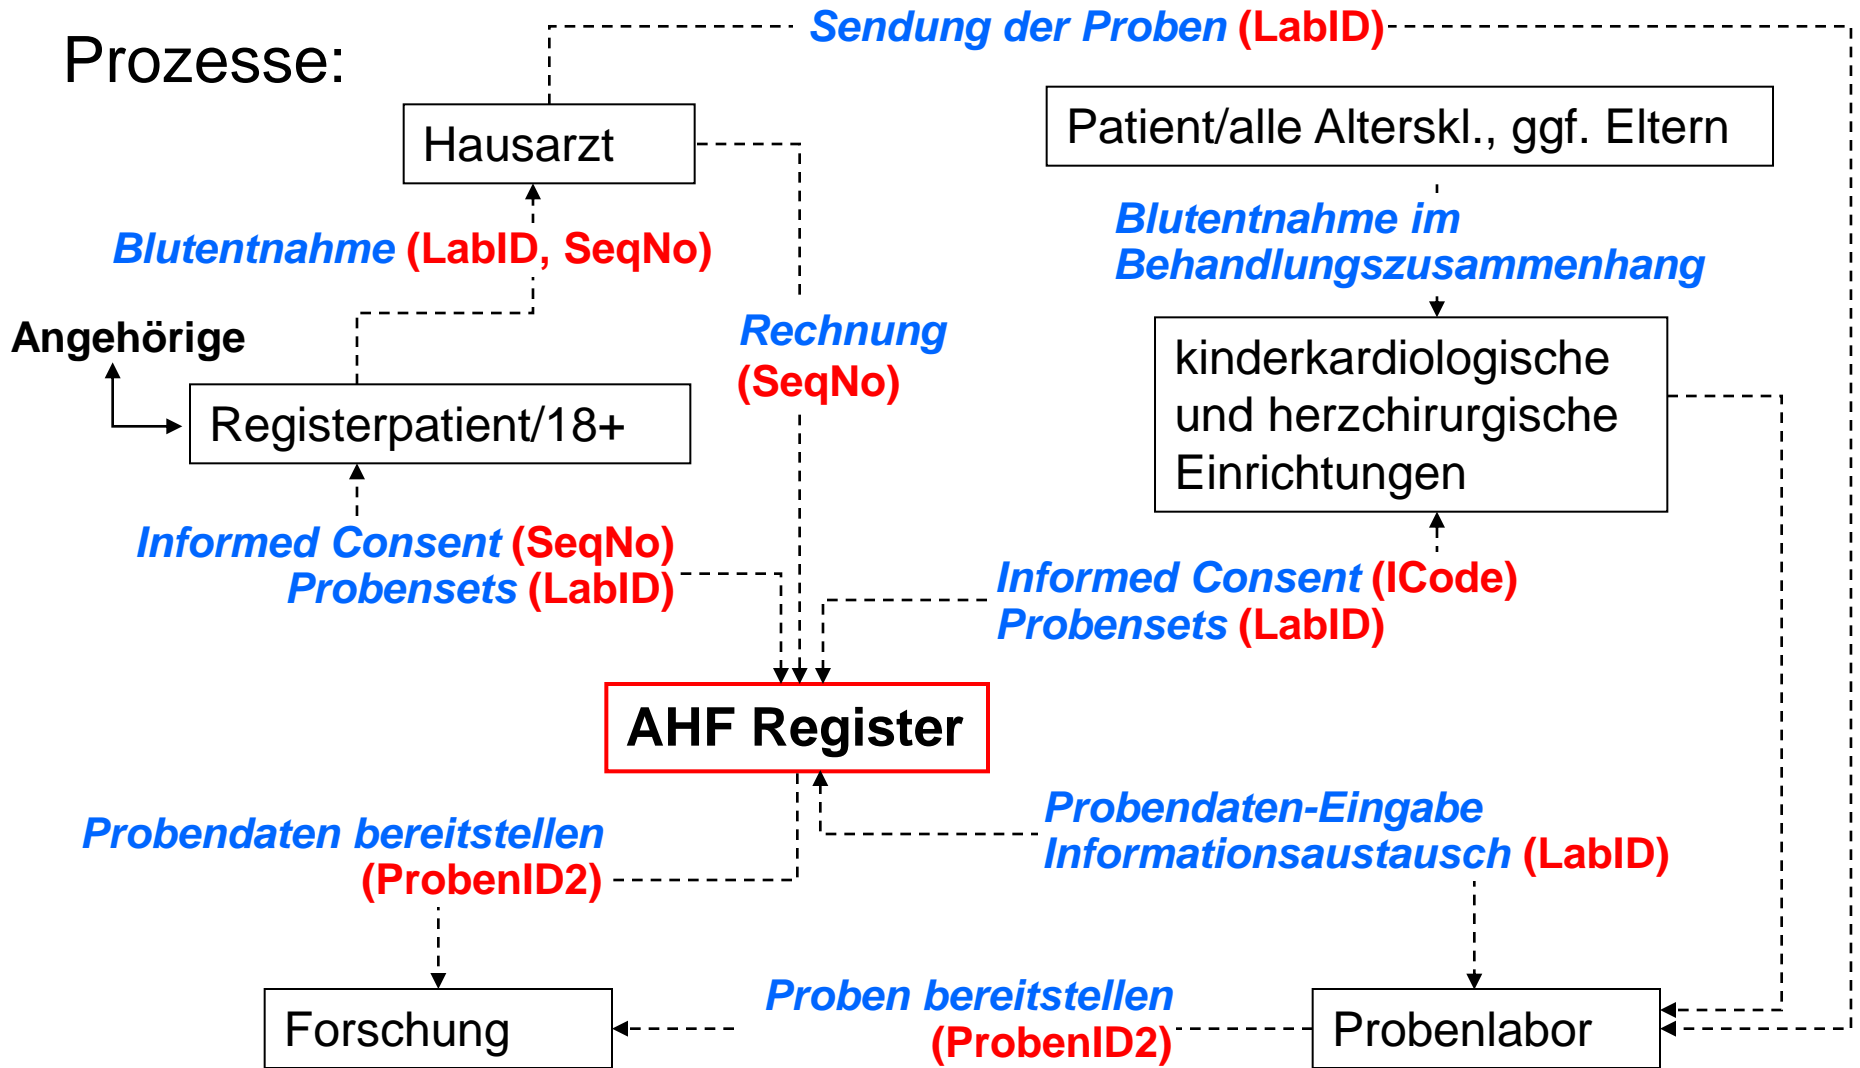 Sendung der Proben (LabID)
Prozesse:
Hausarzt
Patient/alle Alterskl., ggf. Eltern
Blutentnahme (LabID, SeqNo)
Blutentnahme im
Behandlungszusammenhang
Angehörige
Rechnung
(SeqNo)
Registerpatient/18+
kinderkardiologische
und herzchirurgische
Einrichtungen
Informed Consent (SeqNo)
Probensets (LabID)
Informed Consent (ICode)
Probensets (LabID)
AHF Register
Probendaten bereitstellen
(ProbenID2)
Probendaten-Eingabe
Informationsaustausch (LabID)
Forschung
Proben bereitstellen
(ProbenID2)
Probenlabor